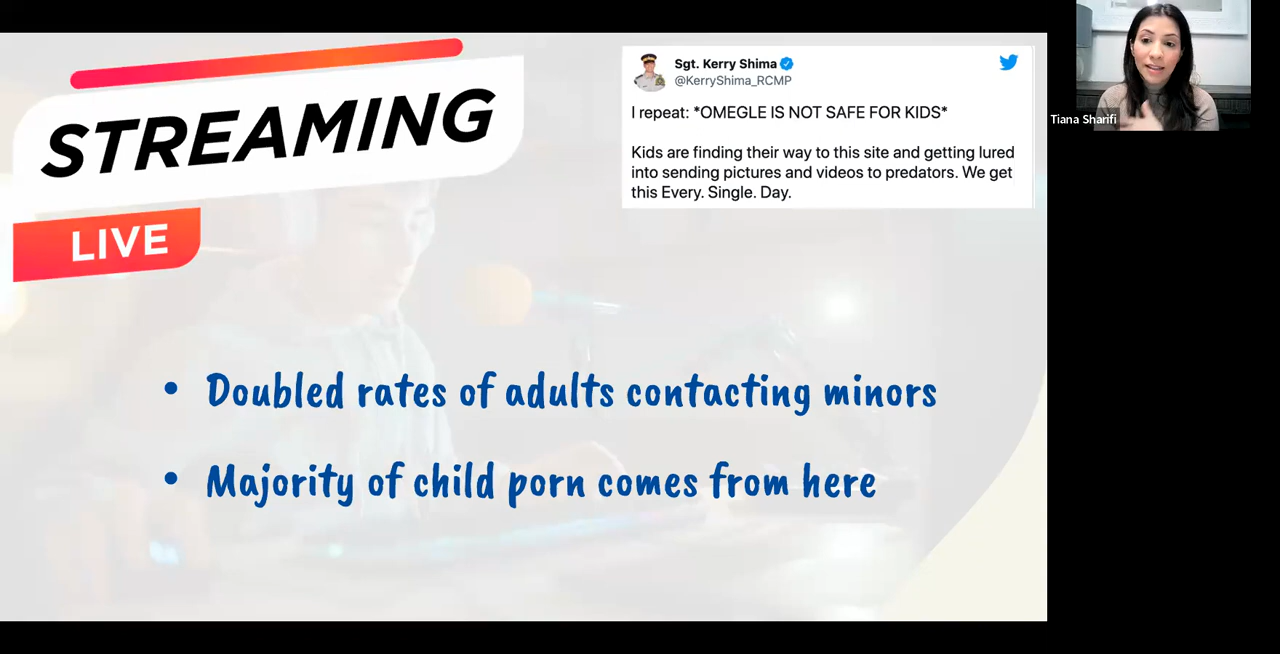 STREAMING
LIVE
Sgt. Kerry Shima
@KerryShima_RCMP
I repeat: *OMEGLE IS NOT SAFE FOR KIDS*
Kids are finding their way to this site and getting lured
into sending pictures and videos to predators. We get
this Every. Single. Day.
Tiana Sharifi
• Doubled rates of adults contacting minors
• Majority of child porn comes from here